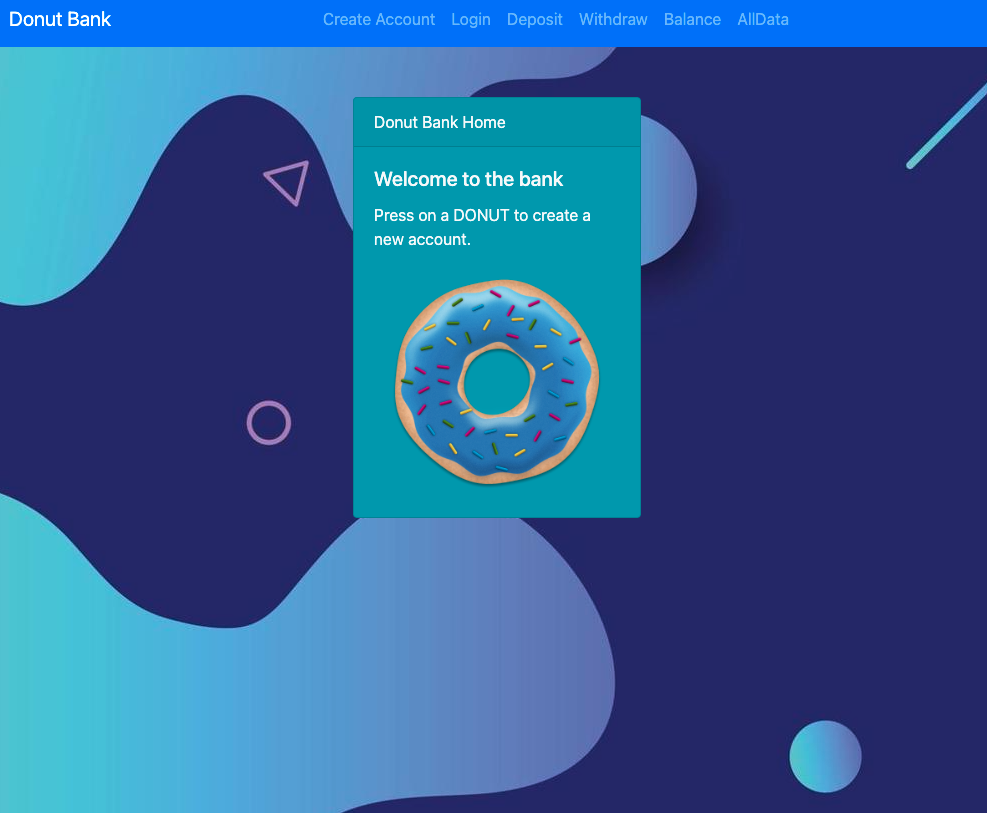 Donut Bank
Create Account Login Deposit Withdraw Balance AllData
Donut Bank Home
Welcome to the bank
Press on a DONUT to create a
new account.